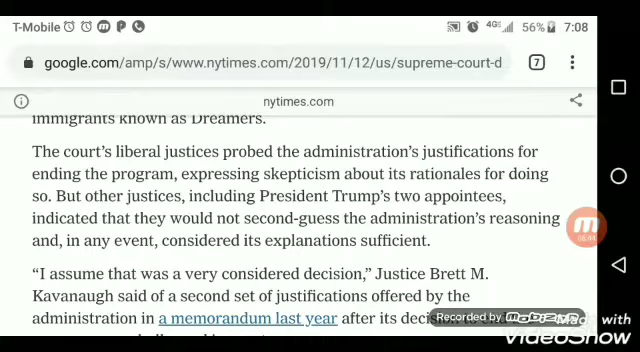 T-Mobile
4G
56%
7:08
google.com/amp/s/www.nytimes.com/2019/11/12/us/supreme-court-d
7
nytimes.com
immigrants known as Dreamers.
The court's liberal justices probed the administration's justifications for
ending the program, expressing skepticism about its rationales for doing
so. But other justices, including President Trump's two appointees,
indicated that they would not second-guess the administration's reasoning
and, in any event, considered its explanations sufficient.
"I assume that was a very considered decision," Justice Brett M.
Kavanaugh said of a second set of justifications offered by the
administration in a memorandum last year after its decision to
Recorded by
Made with
VideoShow